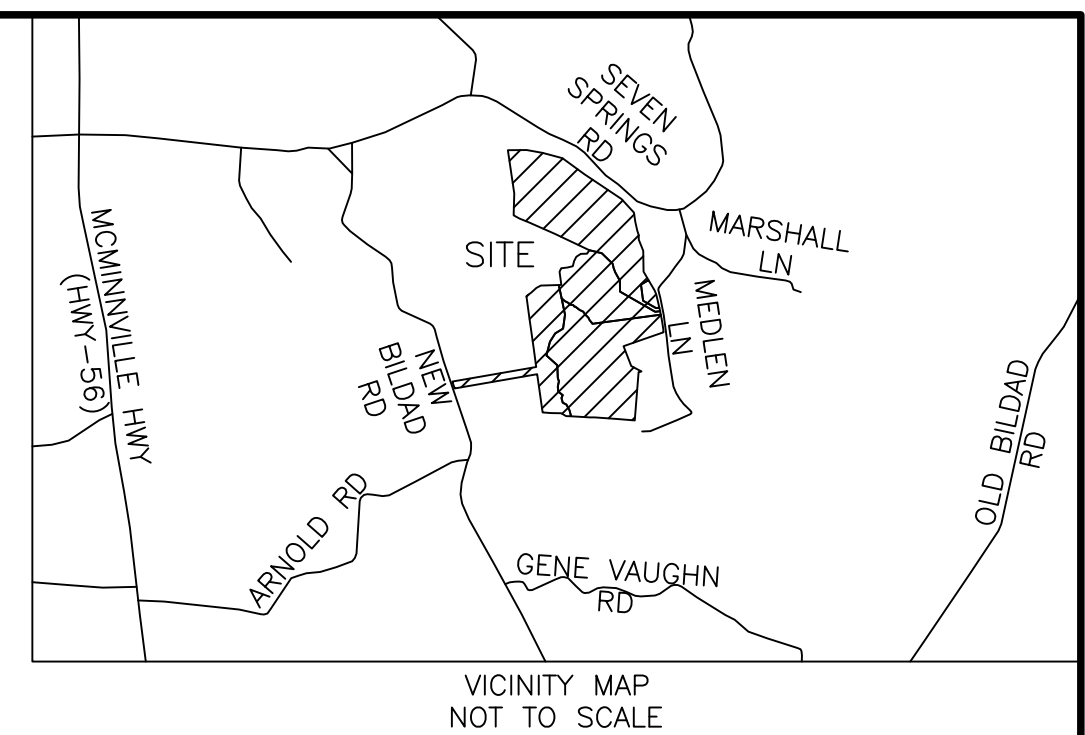 SEVEN
SPRINGS
RD
MARSHALL
LN
SITE
MCMINNVILLE HWY
(HWY-56)
MEDLEN
LN
NEW
BILDAD
RD
OLD BILDAD
RD
ARNOLD RD
GENE VAUGHN
RD
VICINITY MAP
NOT TO SCALE